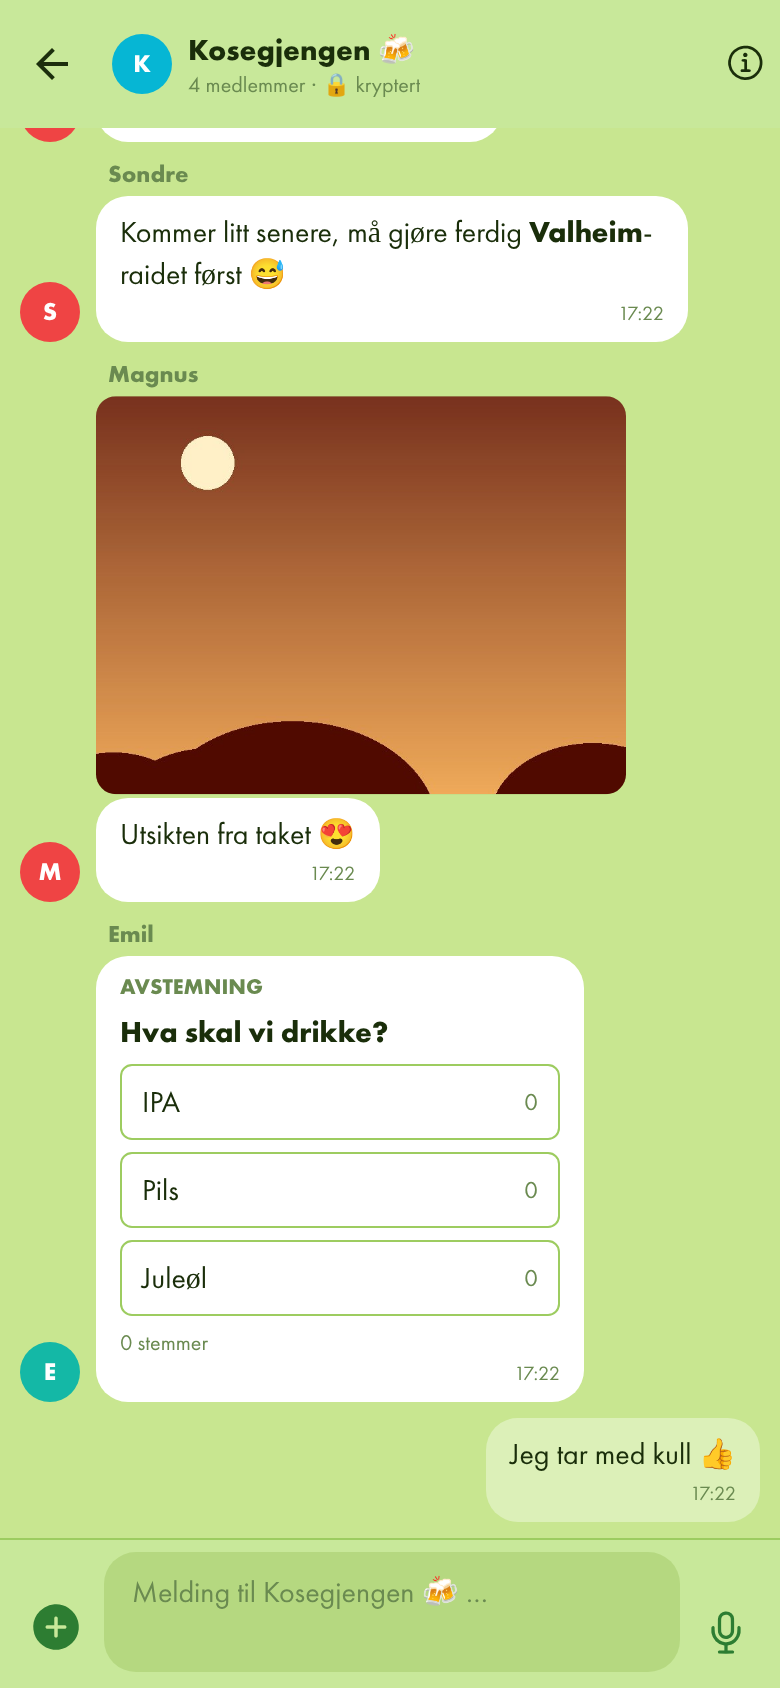 K
Kosegjengen 🍻
4 medlemmer · 🔒 kryptert
Sondre
Kommer litt senere, må gjøre ferdig Valheim-
raidet først 😅
S
17:22
Magnus
Utsikten fra taket 😍
M
17:22
Emil
AVSTEMNING
Hva skal vi drikke?
IPA 0
Pils 0
Juleøl 0
0 stemmer
E
17:22
Jeg tar med kull 👍
17:22
Melding til Kosegjengen 🍻 ...